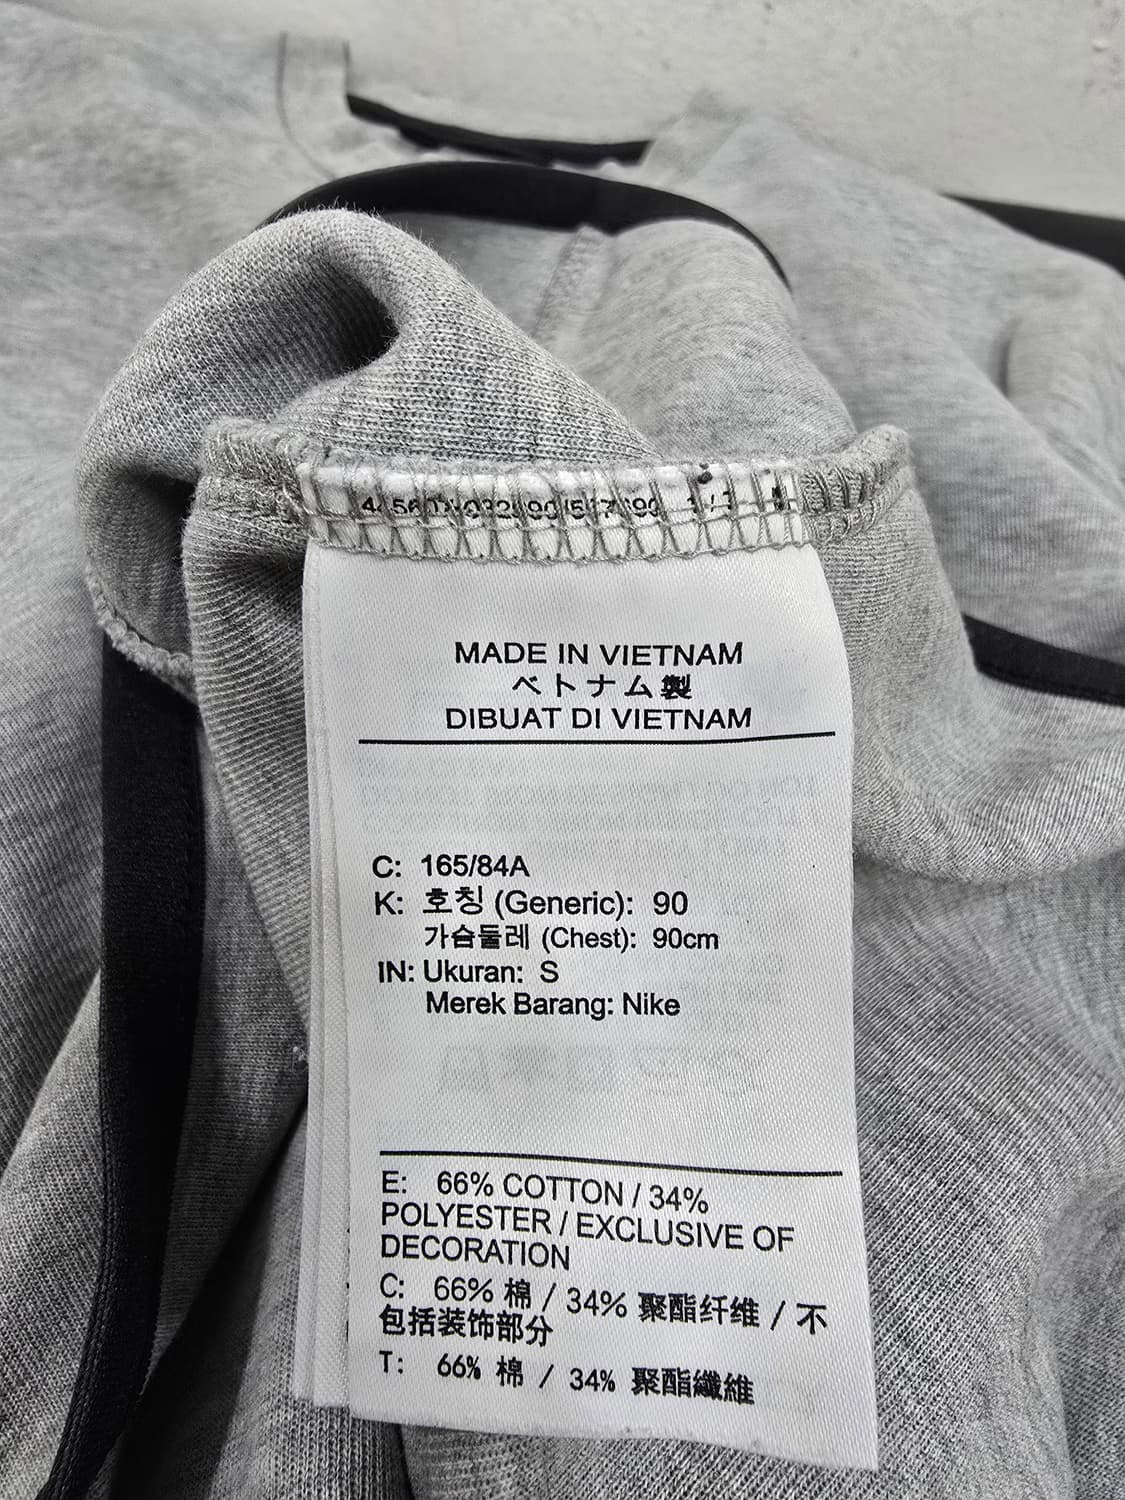 MADE IN VIETNAM
ベトナム製
DIBUAT DI VIETNAM
C: 165/84A
K: 호칭 (Generic): 90
가슴둘레 (Chest): 90cm
IN: Ukuran: S
Merek Barang: Nike
E: 66% COTTON / 34%
POLYESTER / EXCLUSIVE OF
DECORATION
C: 66% 棉 / 34% 聚酯纤维 / 不
包括装饰部分
T: 66% 棉 / 34% 聚酯纖維